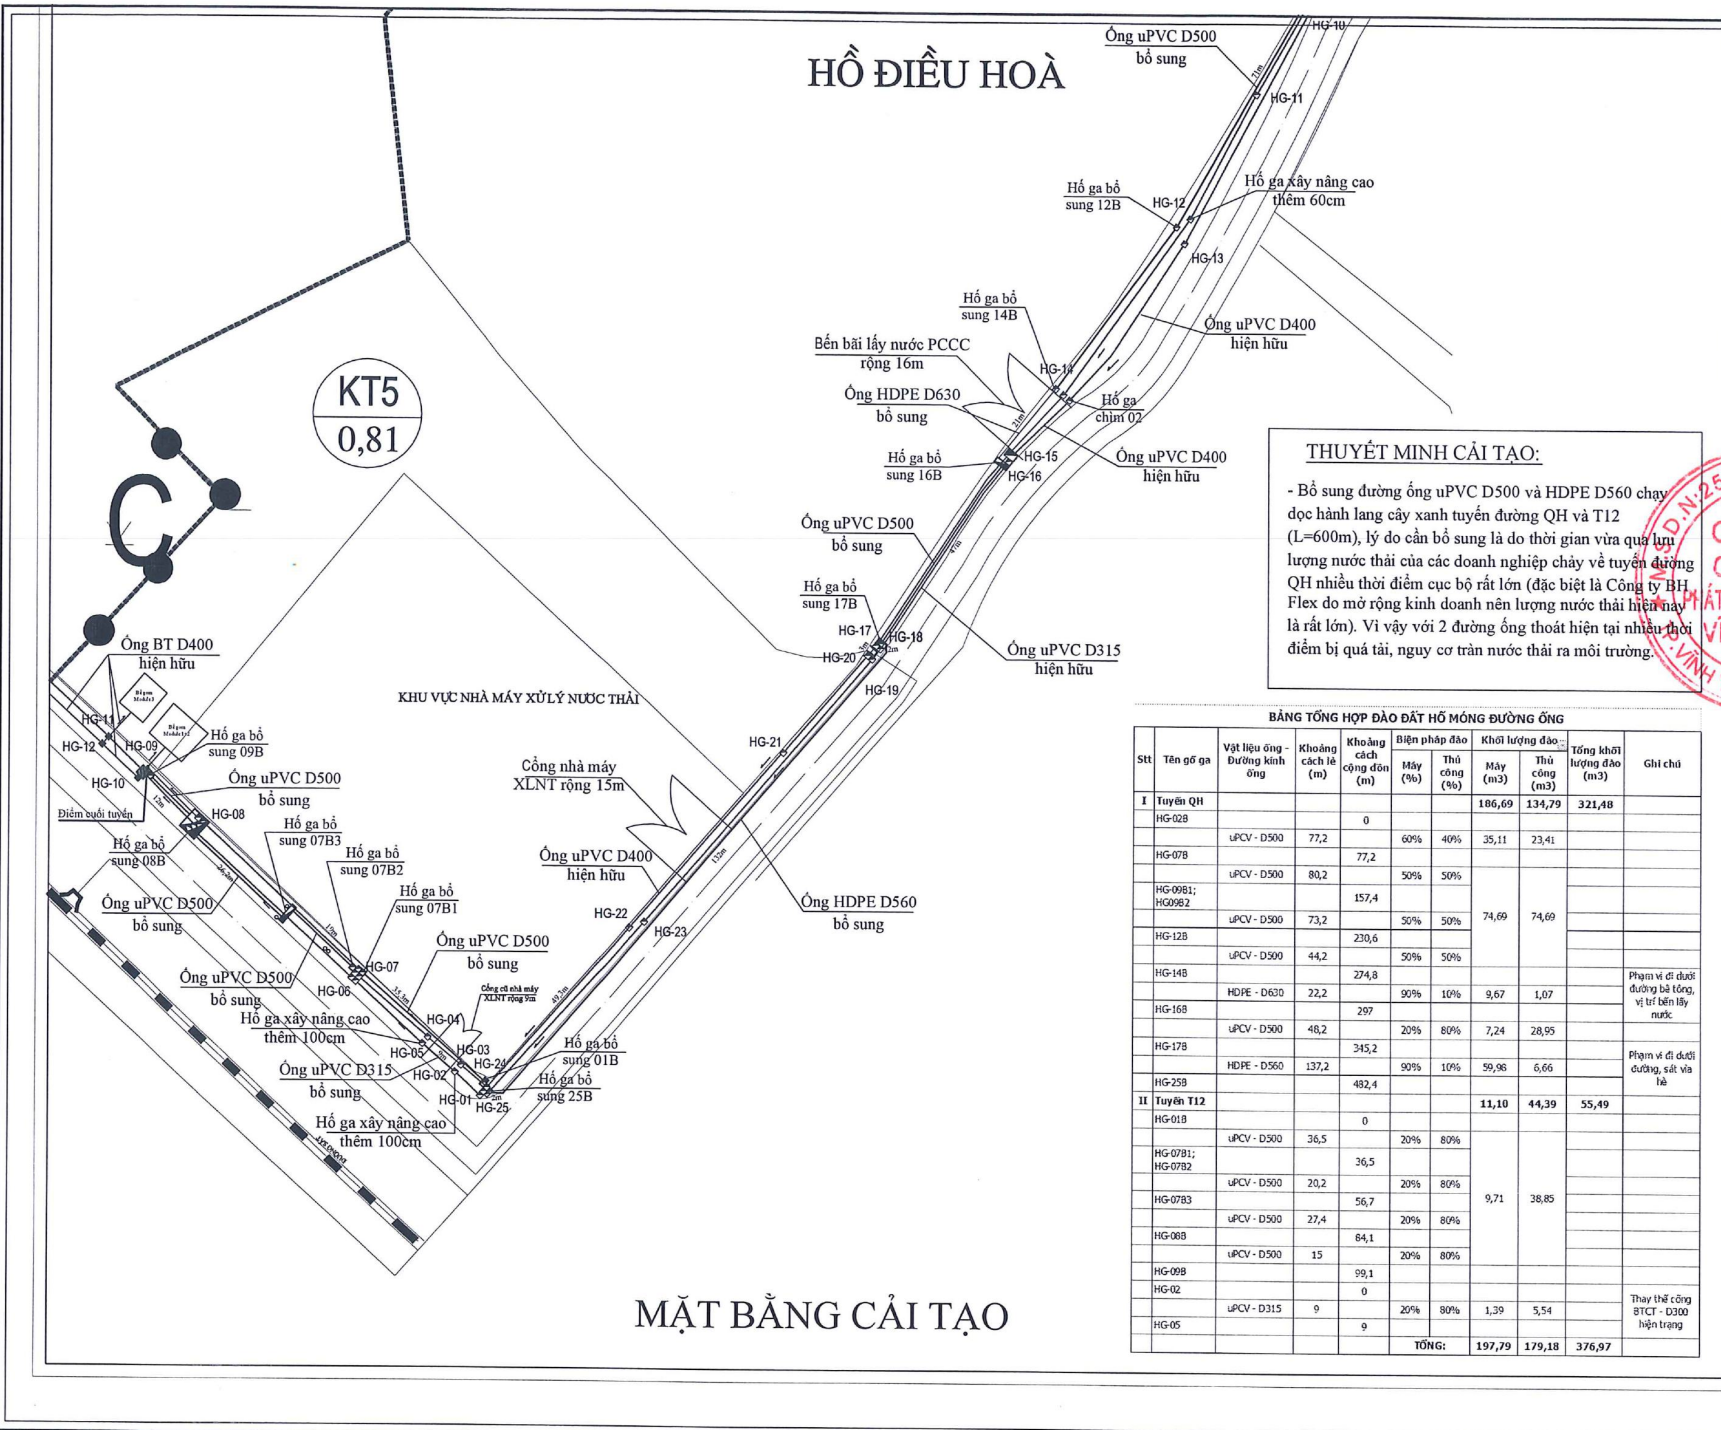 HỒ ĐIỀU HOÀ
Ống uPVC D500
bổ sung
HG-10
71m
HG-11
Hố ga bổ
sung 12B
HG-12
Hố ga xây nâng cao
thêm 60cm
HG-13
Hố ga bổ
sung 14B
Ống uPVC D400
hiện hữu
Bến bãi lấy nước PCCC
rộng 16m
HG-14
Ống HDPE D630
bổ sung
Hố ga
chìm 02
21m
KT5
0,81
HG-15
Hố ga bổ
sung 16B
HG-16
Ống uPVC D400
hiện hữu
C
Ống uPVC D500
bổ sung
47m
Hố ga bổ
sung 17B
HG-17
HG-18
HG-20
2m
HG-19
Ống uPVC D315
hiện hữu
Ống BT D400
hiện hữu
KHU VỰC NHÀ MÁY XỬ LÝ NƯỚC THẢI
HG-11
HG-12
HG-09
HG-10
Hố ga bổ
sung 09B
HG-21
Cổng nhà máy
XLNT rộng 15m
Ống uPVC D500
bổ sung
12m
Điểm cuối tuyến
HG-08
Hố ga bổ
sung 08B
Hố ga bổ
sung 07B3
Hố ga bổ
sung 07B2
Hố ga bổ
sung 07B1
Ống uPVC D400
hiện hữu
132m
Ống HDPE D560
bổ sung
26,2m
Ống uPVC D500
bổ sung
19m
HG-22
HG-23
Ống uPVC D500
bổ sung
HG-07
HG-06
Ống uPVC D500
bổ sung
35,3m
Cổng cũ nhà máy
XLNT rộng 9m
49,3m
Hố ga xây nâng cao
thêm 100cm
HG-04
HG-05
9m
HG-03
HG-24
HG-02
Hố ga bổ
sung 01B
Ống uPVC D315
bổ sung
HG-01
2m
HG-25
Hố ga bổ
sung 25B
Hố ga xây nâng cao
thêm 100cm
ĐƯỜNG SẮT
MẶT BẰNG CẢI TẠO
THUYẾT MINH CẢI TẠO:
- Bổ sung đường ống uPVC D500 và HDPE D560 chạy
dọc hành lang cây xanh tuyến đường QH và T12
(L=600m), lý do cần bổ sung là do thời gian vừa qua lưu
lượng nước thải của các doanh nghiệp chảy về tuyến đường
QH nhiều thời điểm cục bộ rất lớn (đặc biệt là Công ty BH
Flex do mở rộng kinh doanh nên lượng nước thải hiện nay
là rất lớn). Vì vậy với 2 đường ống thoát hiện tại nhiều thời
điểm bị quá tải, nguy cơ tràn nước thải ra môi trường.
M.S.D.N:25
BẢNG TỔNG HỢP ĐÀO ĐẤT HỐ MÓNG ĐƯỜNG ỐNG
Stt Tên gố ga Vật liệu ống - Đường kính ống Khoảng cách lẻ (m) Khoảng cách cộng dồn (m) Biện pháp đào Khối lượng đào Tổng khối lượng đào (m3) Ghi chú
Máy (%) Thủ công (%) Máy (m3) Thủ công (m3)
I Tuyến QH 186,69 134,79 321,48
HG-02B 0
uPCV - D500 77,2 60% 40% 35,11 23,41
HG-07B 77,2
uPCV - D500 80,2 50% 50%
HG-09B1; HG09B2 157,4
uPCV - D500 73,2 50% 50% 74,69 74,69
HG-12B 230,6
uPCV - D500 44,2 50% 50%
HG-14B 274,8
HDPE - D630 22,2 90% 10% 9,67 1,07 Phạm vi đi dưới đường bê tông, vị trí bến lấy nước
HG-16B 297
uPCV - D500 48,2 20% 80% 7,24 28,95
HG-17B 345,2
HDPE - D560 137,2 90% 10% 59,98 6,66 Phạm vi đi dưới đường, sát vỉa hè
HG-25B 482,4
II Tuyến T12 11,10 44,39 55,49
HG-01B 0
uPCV - D500 36,5 20% 80%
HG-07B1; HG-07B2 36,5
uPCV - D500 20,2 20% 80%
HG-07B3 56,7 9,71 38,85
uPCV - D500 27,4 20% 80%
HG-08B 84,1
uPCV - D500 15 20% 80%
HG-09B 99,1
HG-02 0
uPCV - D315 9 20% 80% 1,39 5,54 Thay thế cống BTCT - D300 hiện trạng
HG-05 9
TỔNG: 197,79 179,18 376,97